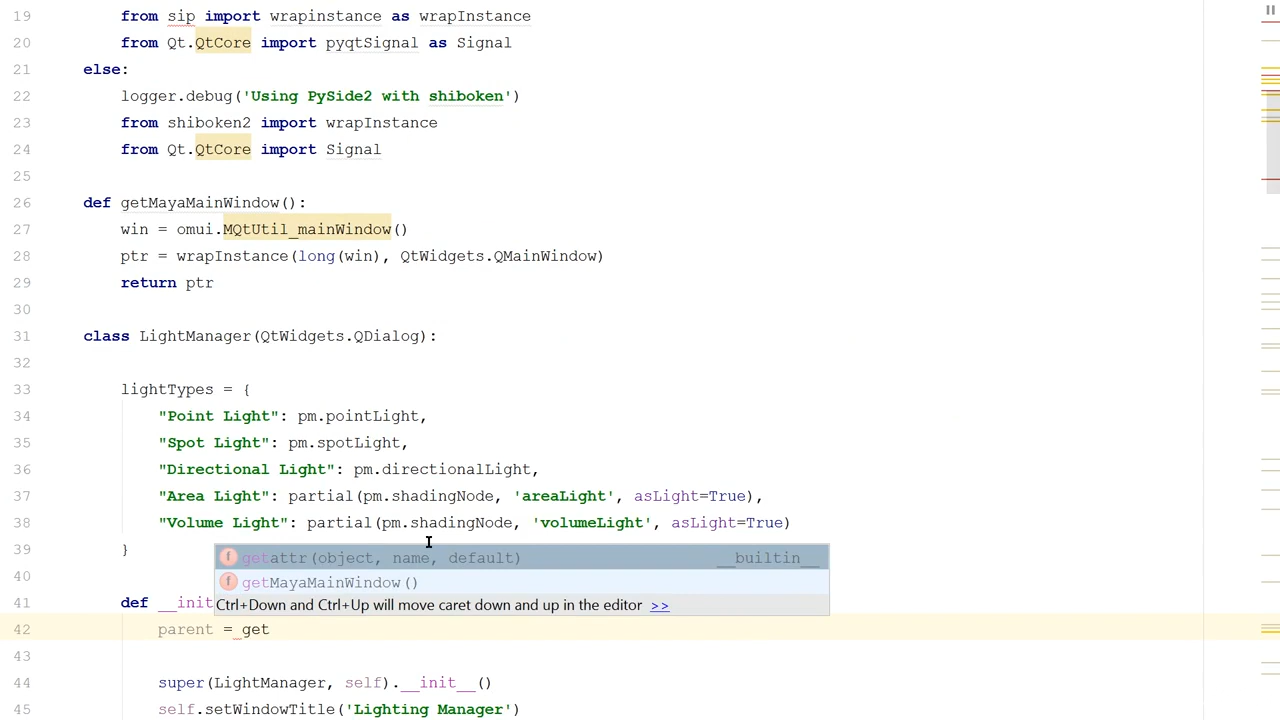 19 from sip import wrapinstance as wrapInstance
20 from Qt.QtCore import pyqtSignal as Signal
21 else:
22 logger.debug('Using PySide2 with shiboken')
23 from shiboken2 import wrapInstance
24 from Qt.QtCore import Signal
25
26 def getMayaMainWindow():
27 win = omui.MQtUtil_mainWindow()
28 ptr = wrapInstance(long(win), QtWidgets.QMainWindow)
29 return ptr
30
31 class LightManager(QtWidgets.QDialog):
32
33 lightTypes = {
34 "Point Light": pm.pointLight,
35 "Spot Light": pm.spotLight,
36 "Directional Light": pm.directionalLight,
37 "Area Light": partial(pm.shadingNode, 'areaLight', asLight=True),
38 "Volume Light": partial(pm.shadingNode, 'volumeLight', asLight=True)
39 }
getattr(object, name, default) __builtin__
40
getMayaMainWindow()
41 def __init
Ctrl+Down and Ctrl+Up will move caret down and up in the editor >>
42 parent = get
43
44 super(LightManager, self).__init__()
45 self.setWindowTitle('Lighting Manager')